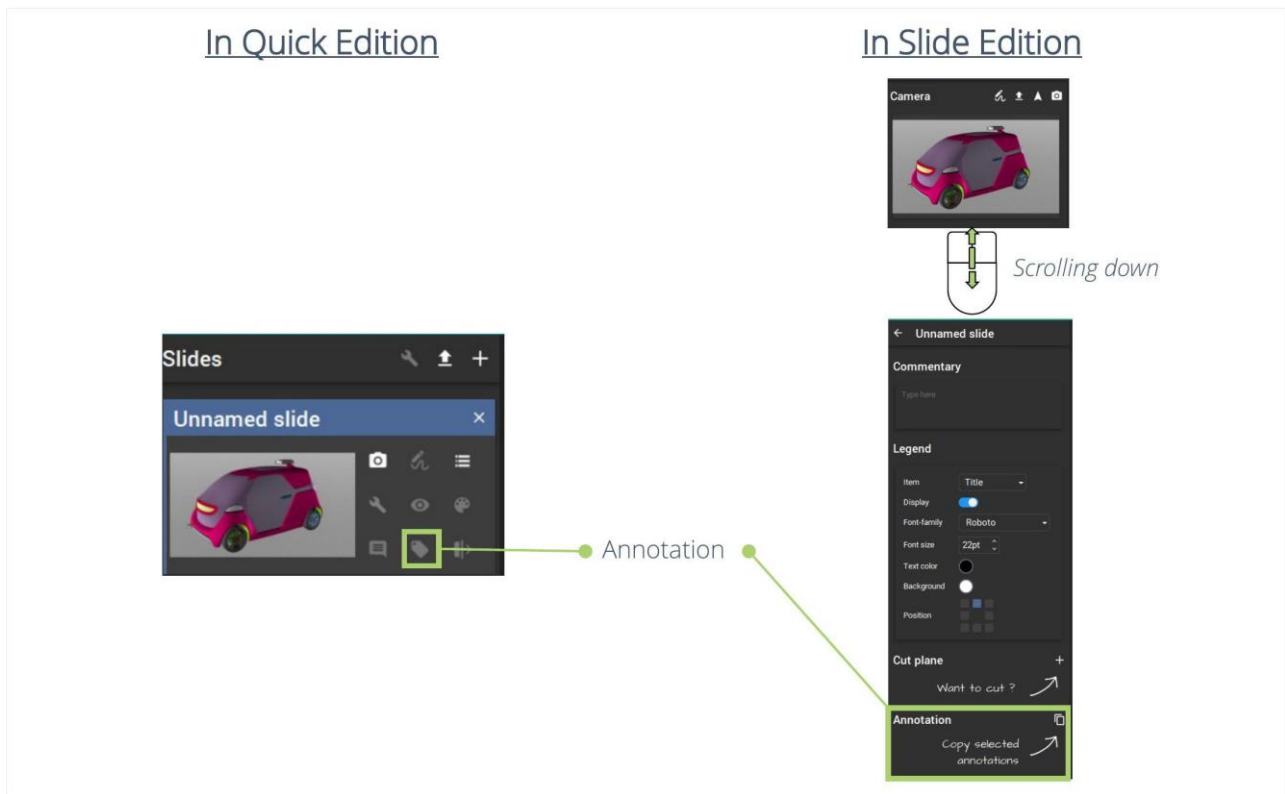 In Quick Edition
In Slide Edition
Camera
Scrolling down
Slides
Unnamed slide
Annotation
Unnamed slide
Commentary
Type here
Legend
Item Title
Display
Font-family Roboto
Font size 22pt
Text color
Background
Position
Cut plane
Want to cut ?
Annotation
Copy selected
annotations